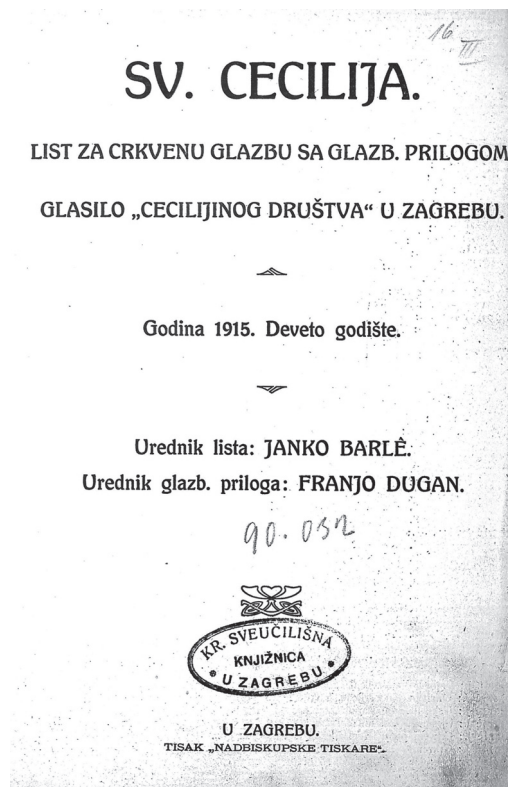 16
III
SV. CECILIJA.
LIST ZA CRKVENU GLAZBU SA GLAZB. PRILOGOM
GLASILO „CECILIJINOG DRUŠTVA“ U ZAGREBU.
Godina 1915. Deveto godište.
Urednik lista: JANKO BARLÊ.
Urednik glazb. priloga: FRANJO DUGAN.
90.032
KR. SVEUČILIŠNA
KNJIŽNICA
• U ZAGREBU •
U ZAGREBU.
TISAK „NADBISKUPSKE TISKARE“.